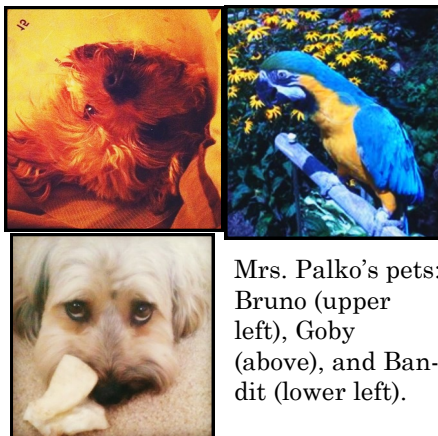 Mrs. Palko’s pets:
Bruno (upper
left), Goby
(above), and Ban-
dit (lower left).